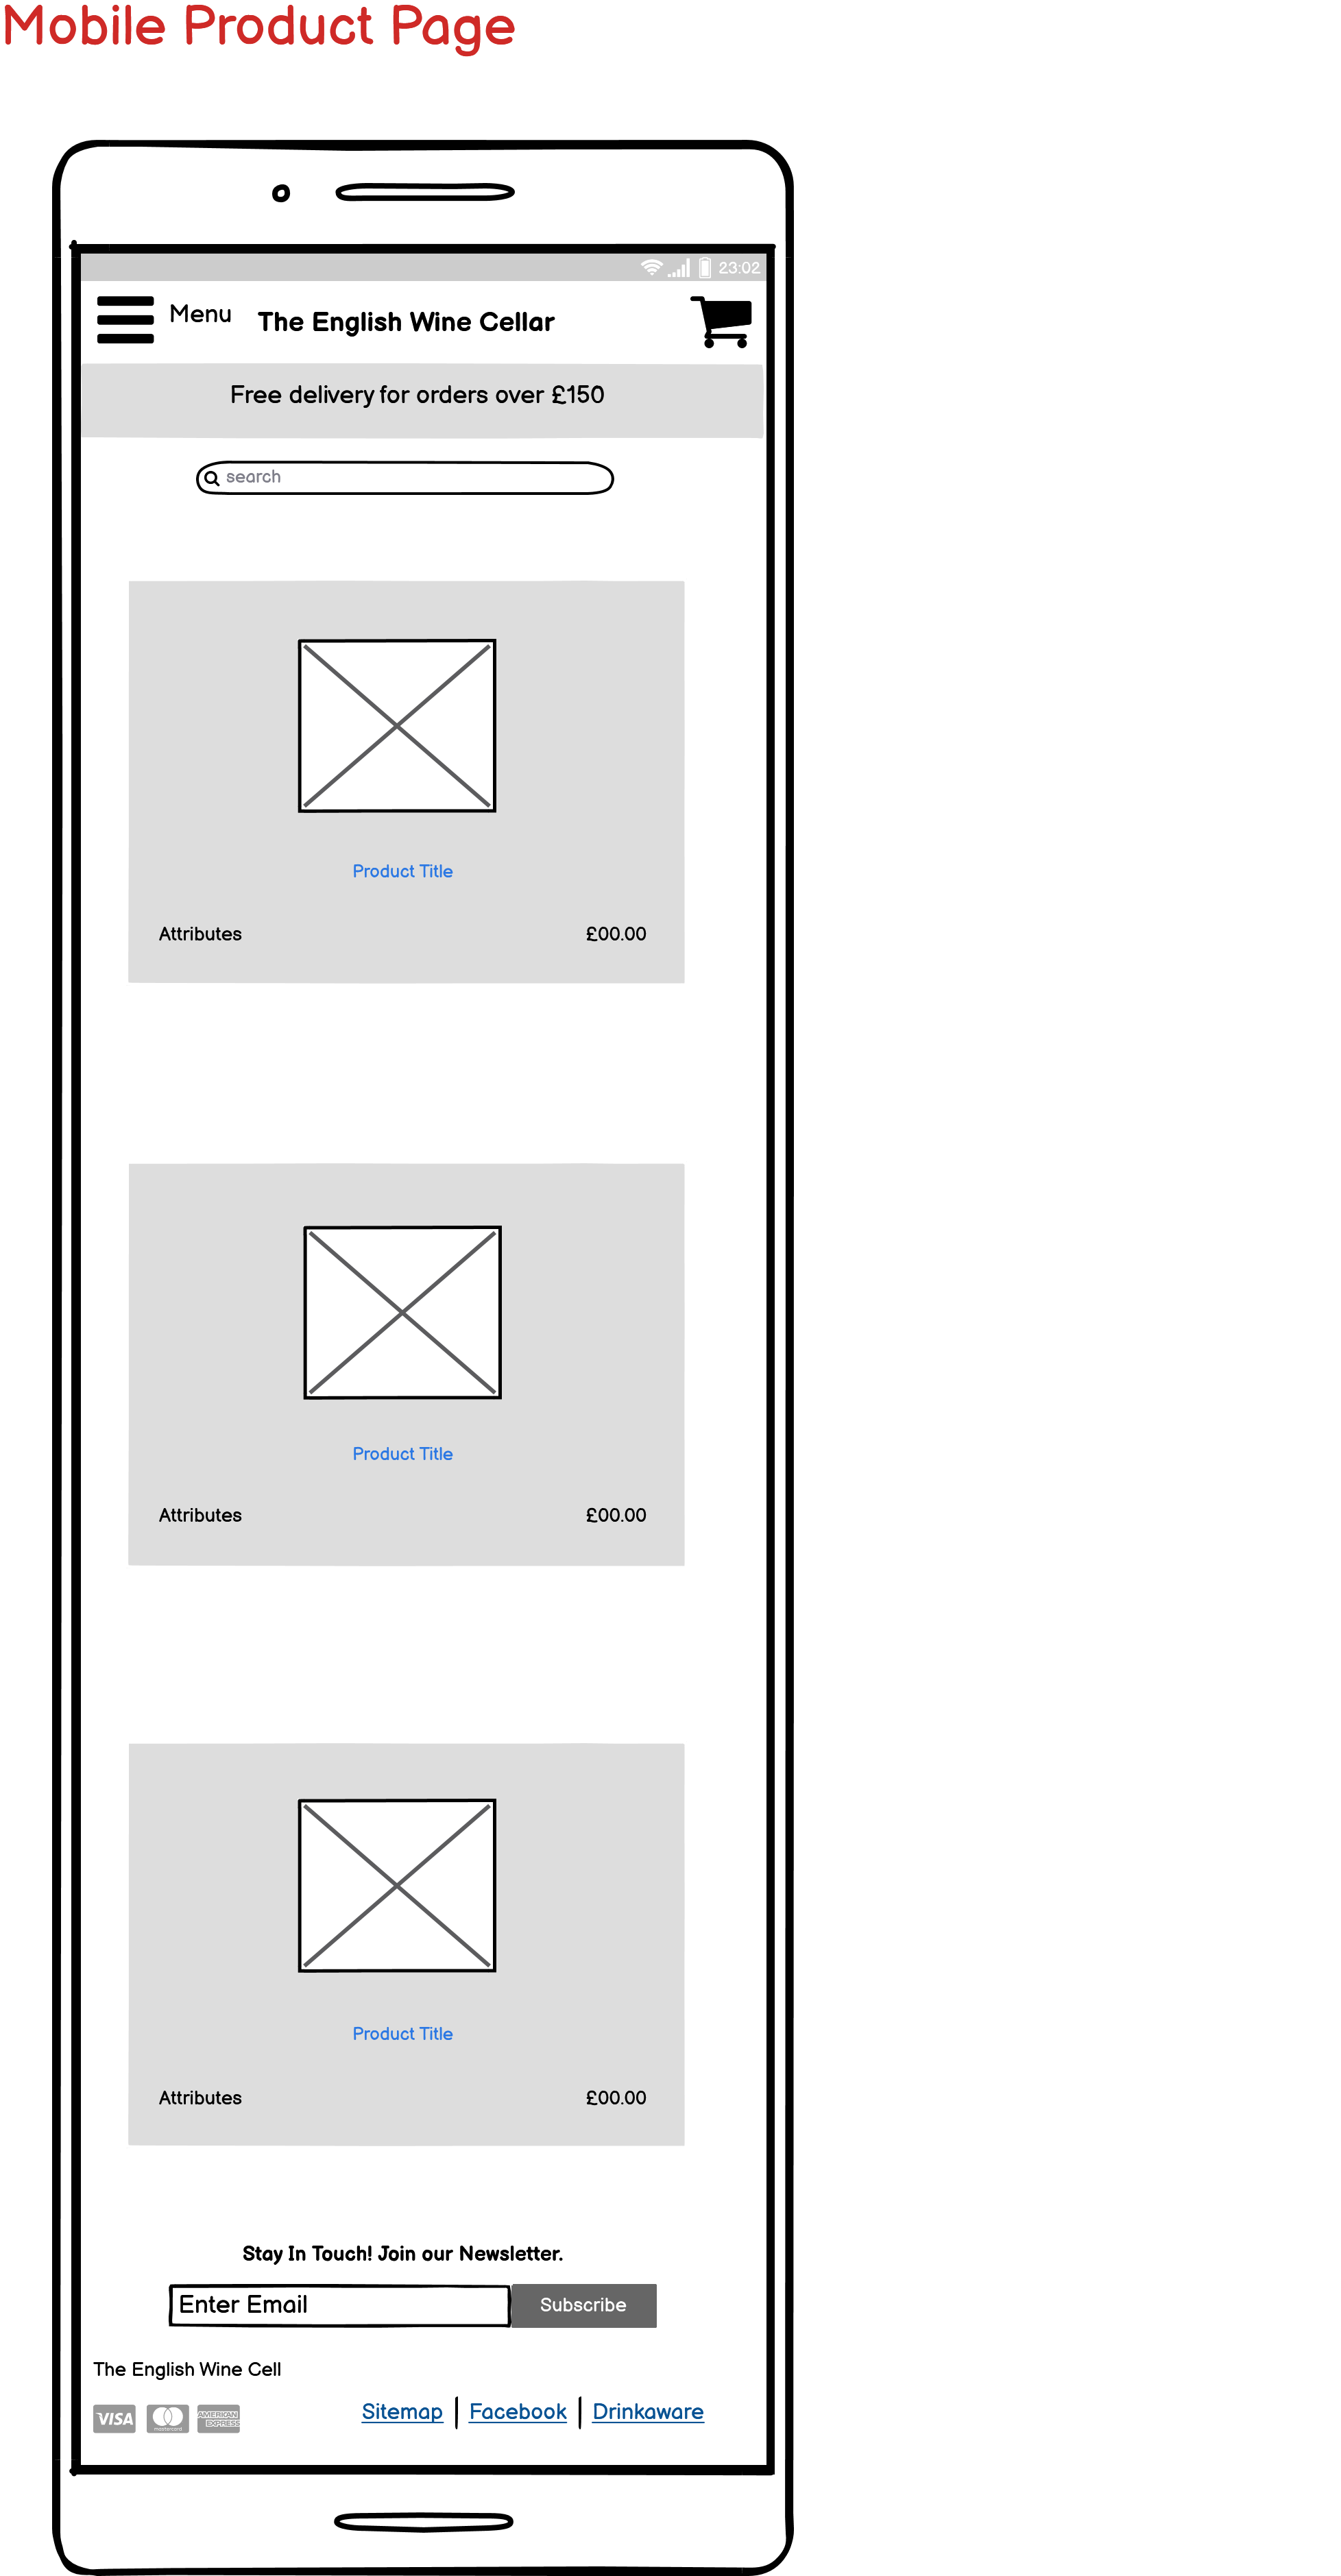 Mobile Product Page
23:02
Menu
The English Wine Cellar
Free delivery for orders over £150
search
Product Title
Attributes £00.00
Product Title
Attributes £00.00
Product Title
Attributes £00.00
Stay In Touch! Join our Newsletter.
Enter Email Subscribe
The English Wine Cell
VISA mastercard AMERICAN EXPRESS
Sitemap | Facebook | Drinkaware